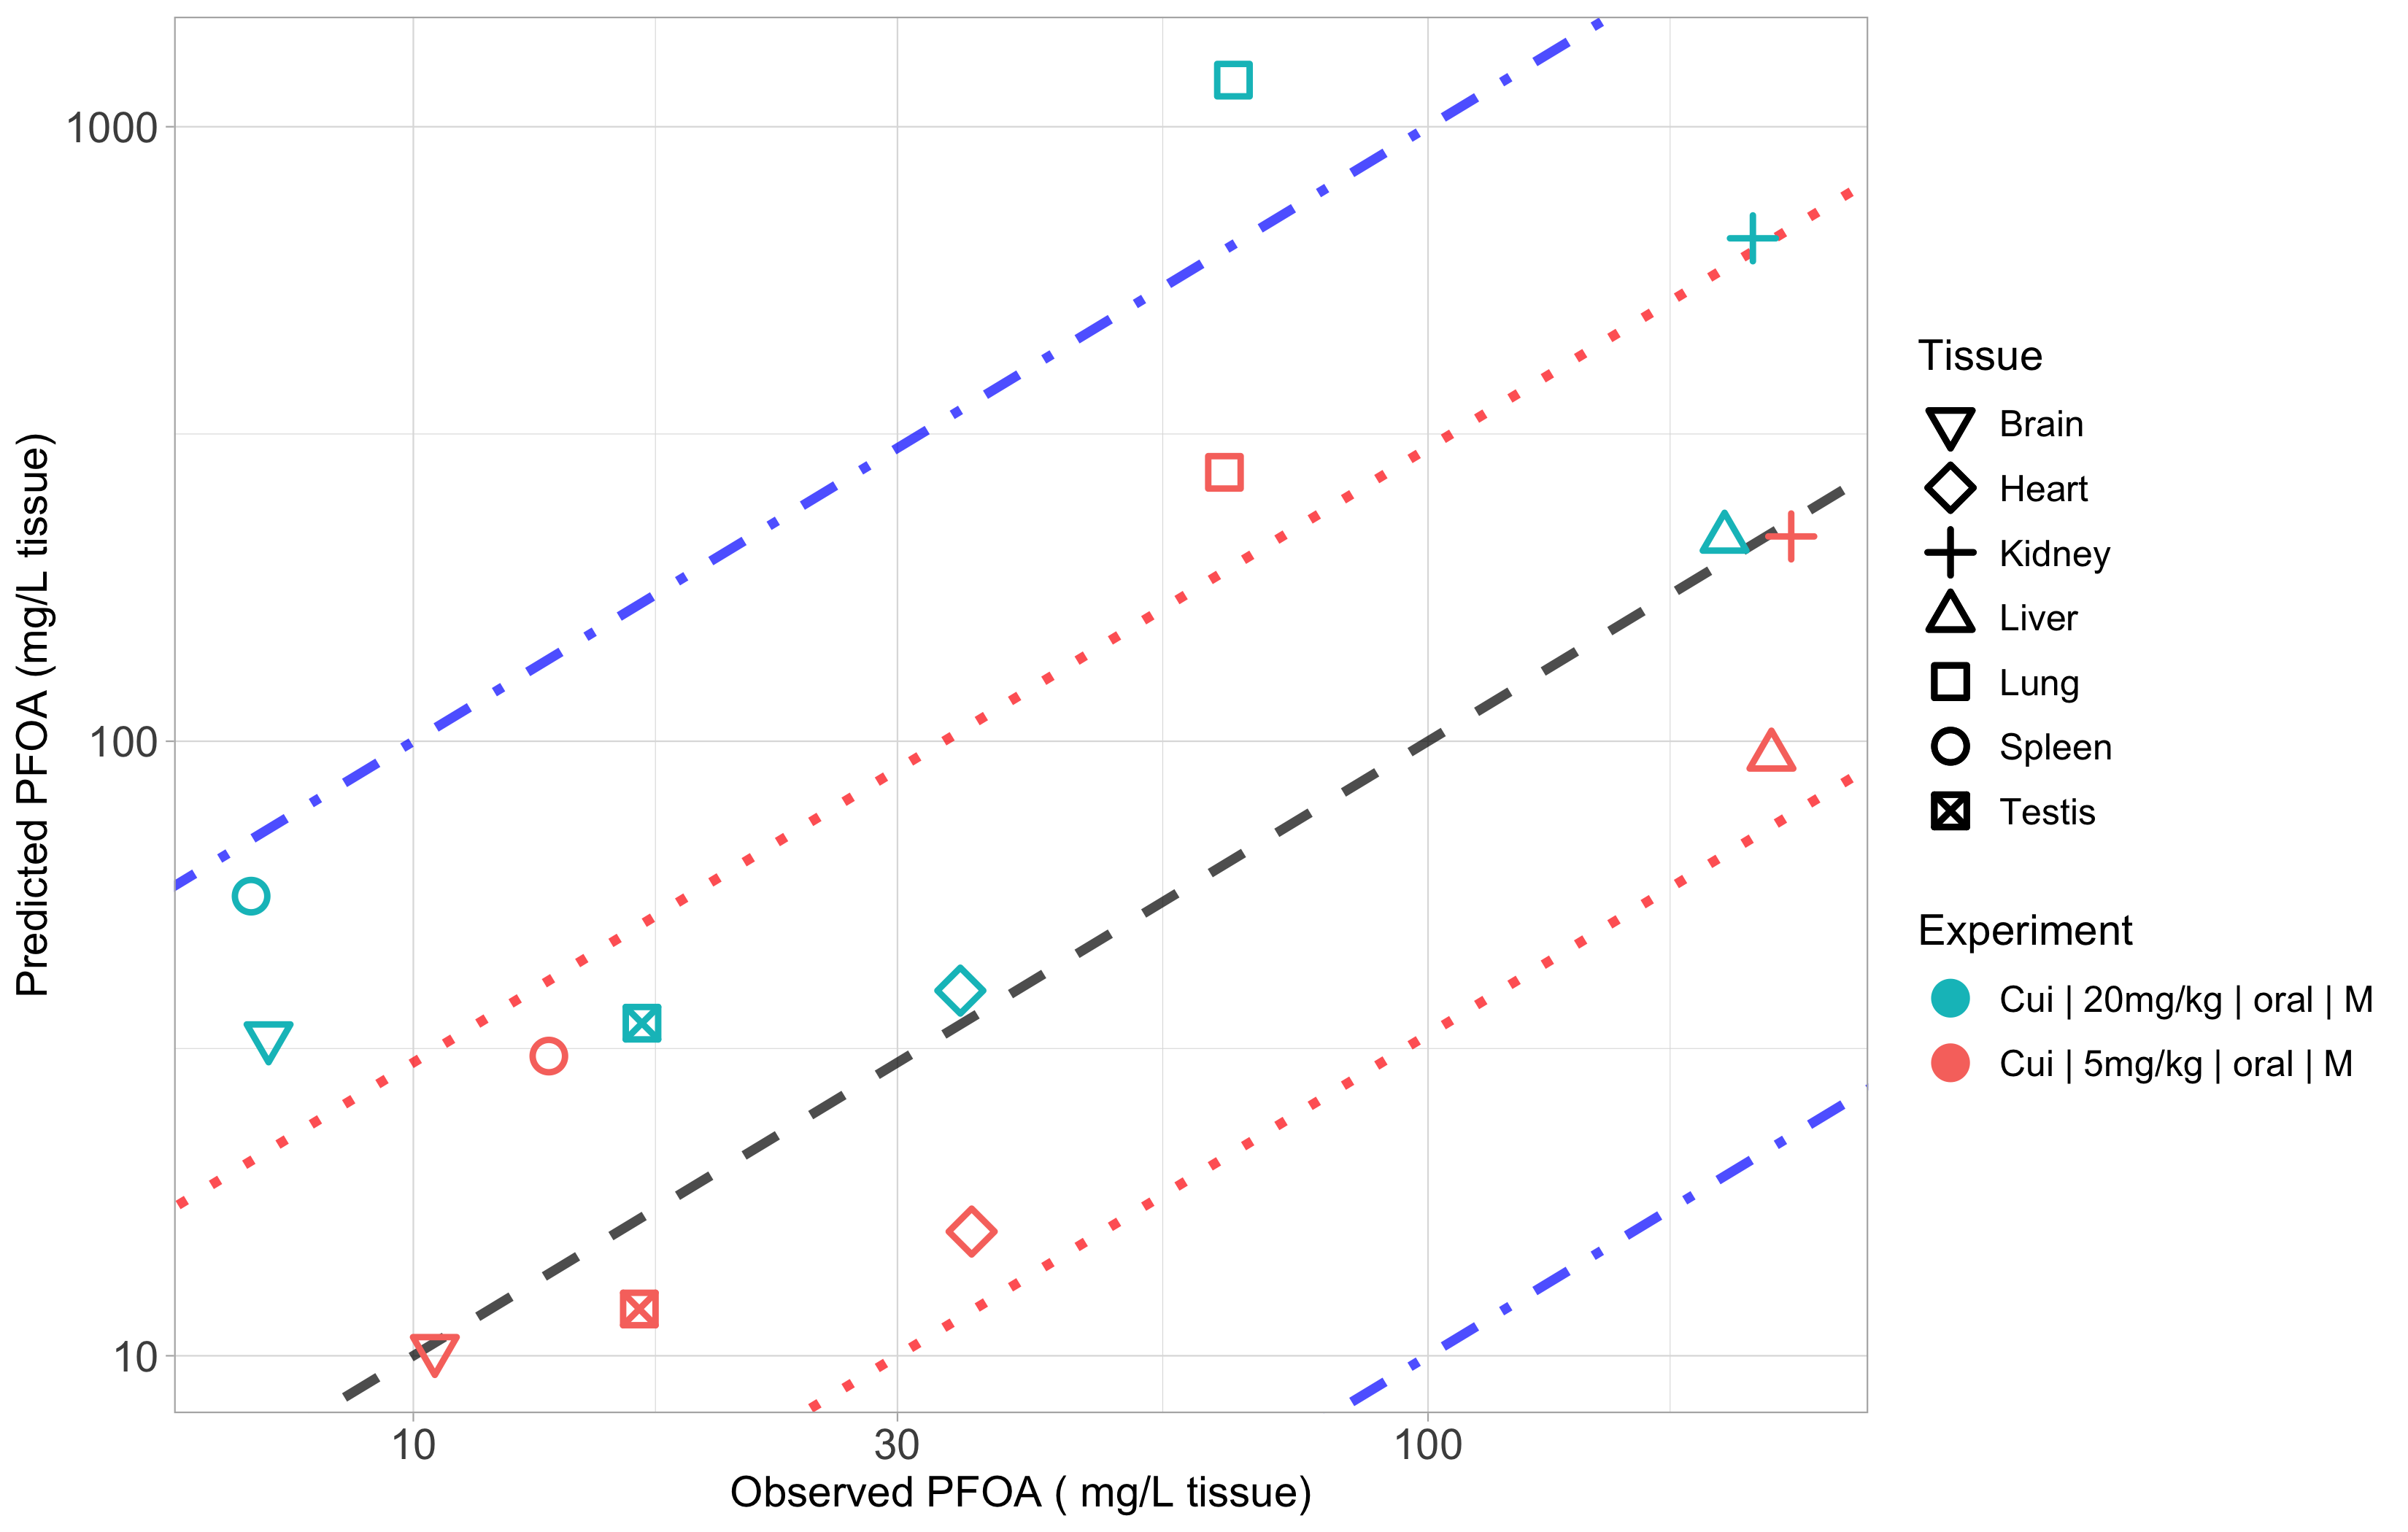 1000
100
10
Predicted PFOA (mg/L tissue)
10
30
100
Observed PFOA ( mg/L tissue)
Tissue
Brain
Heart
Kidney
Liver
Lung
Spleen
Testis
Experiment
Cui | 20mg/kg | oral | M
Cui | 5mg/kg | oral | M